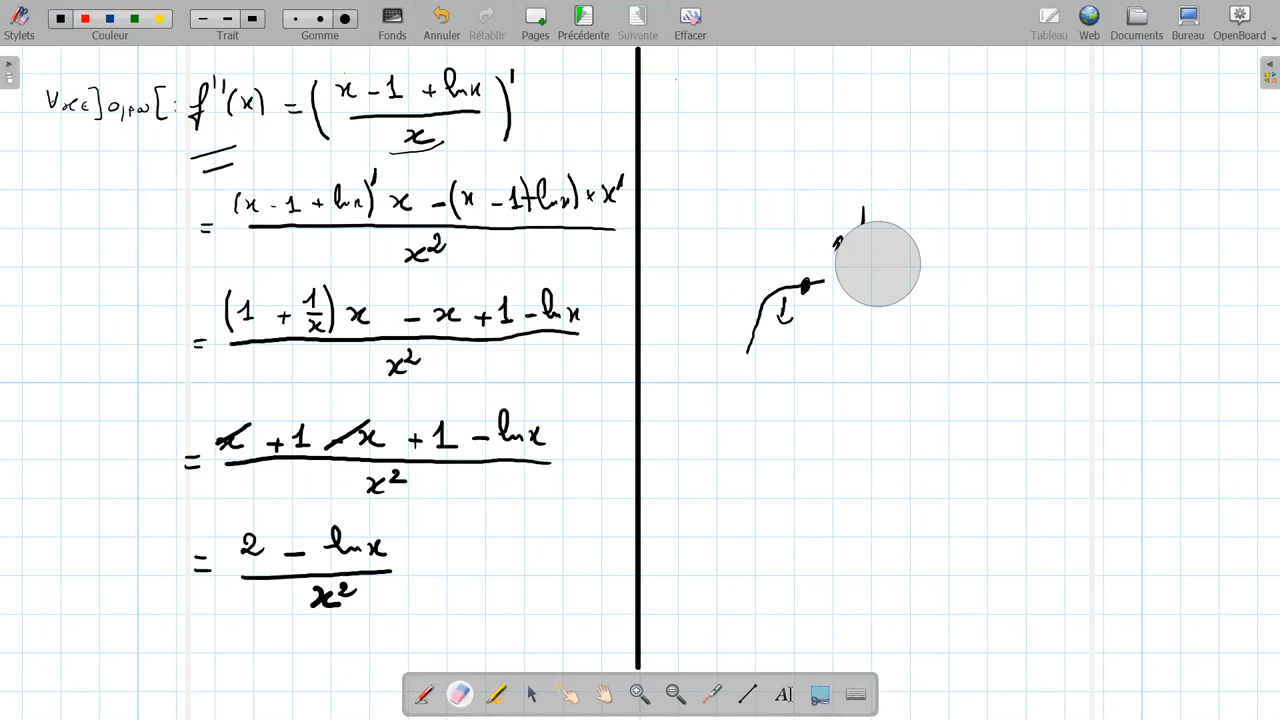 Stylets Couleur Trait Gomme Fonds Annuler Rétablir Pages Précédente Suivante Effacer Tableau Web Documents Bureau OpenBoard
∀x∈]0,+∞[ : f''(x) = ((x - 1 + ln x)/x)'
= ((x - 1 + ln x)' x - (x - 1 + ln x) × x')/x²
= ((1 + 1/x) x - x + 1 - ln x)/x²
= (x + 1 - x + 1 - ln x)/x²
= (2 - ln x)/x²